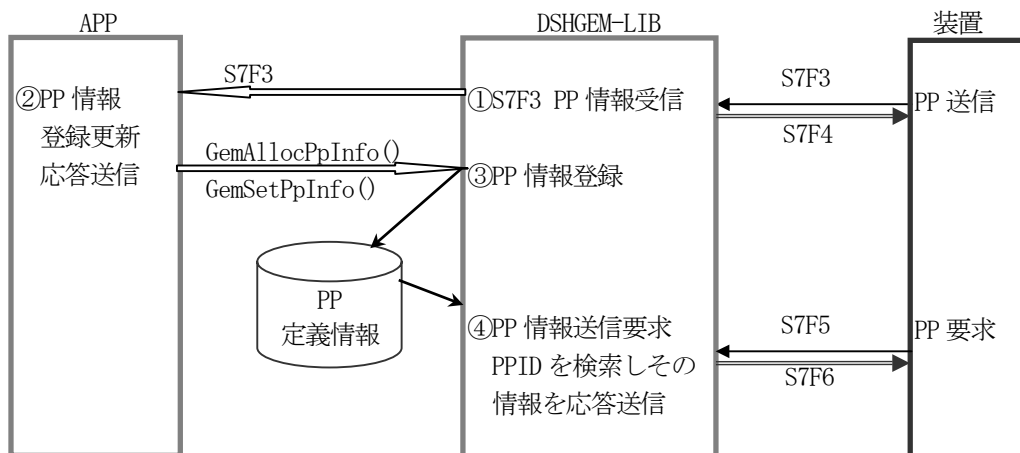 APP
DSHGEM-LIB
装置
S7F3
②PP 情報
登録更新
応答送信
①S7F3 PP 情報受信
S7F3
PP 送信
S7F4
GemAllocPpInfo()
GemSetPpInfo()
③PP 情報登録
PP
定義情報
④PP 情報送信要求
PPID を検索しその
情報を応答送信
S7F5
PP 要求
S7F6